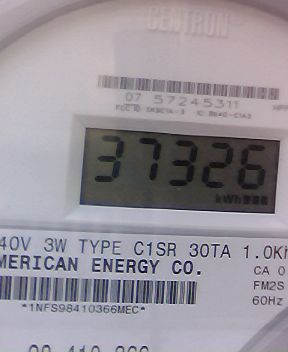 CENTRON
07 57245311
37326
kWh
40V 3W TYPE C1SR 30TA 1.0Kh
MERICAN ENERGY CO.
CA 0
FM2S
60Hz
*1NFS98410366MEC*